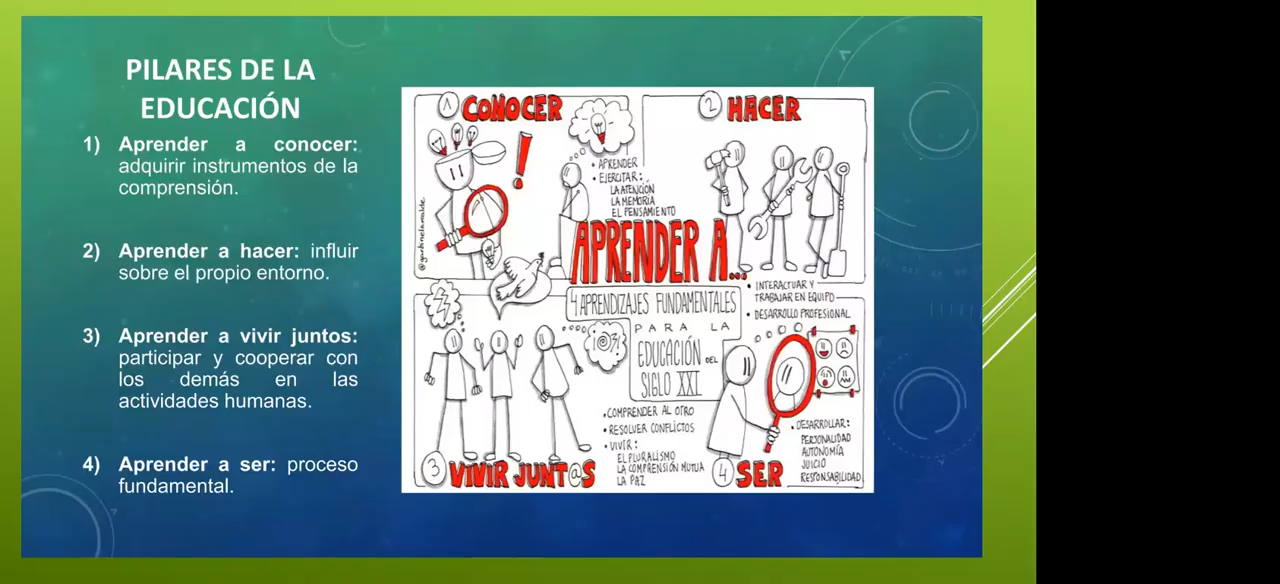 PILARES DE LA
EDUCACIÓN
1) Aprender a conocer:
adquirir instrumentos de la
comprensión.
2) Aprender a hacer: influir
sobre el propio entorno.
3) Aprender a vivir juntos:
participar y cooperar con
los demás en las
actividades humanas.
4) Aprender a ser: proceso
fundamental.
1 CONOCER
• APRENDER
• EJERCITAR:
LA ATENCIÓN
LA MEMORIA
EL PENSAMIENTO
2 HACER
APRENDER A...
4 APRENDIZAJES FUNDAMENTALES
PARA LA
EDUCACIÓN DEL
SIGLO XXI
• INTERACTUAR Y
TRABAJAR EN EQUIPO
• DESARROLLO PROFESIONAL
• COMPRENDER AL OTRO
• RESOLVER CONFLICTOS
• VIVIR:
EL PLURALISMO
LA COMPRENSIÓN MUTUA
LA PAZ
3 VIVIR JUNT@S
• DESARROLLAR:
PERSONALIDAD
AUTONOMÍA
JUICIO
RESPONSABILIDAD
4 SER